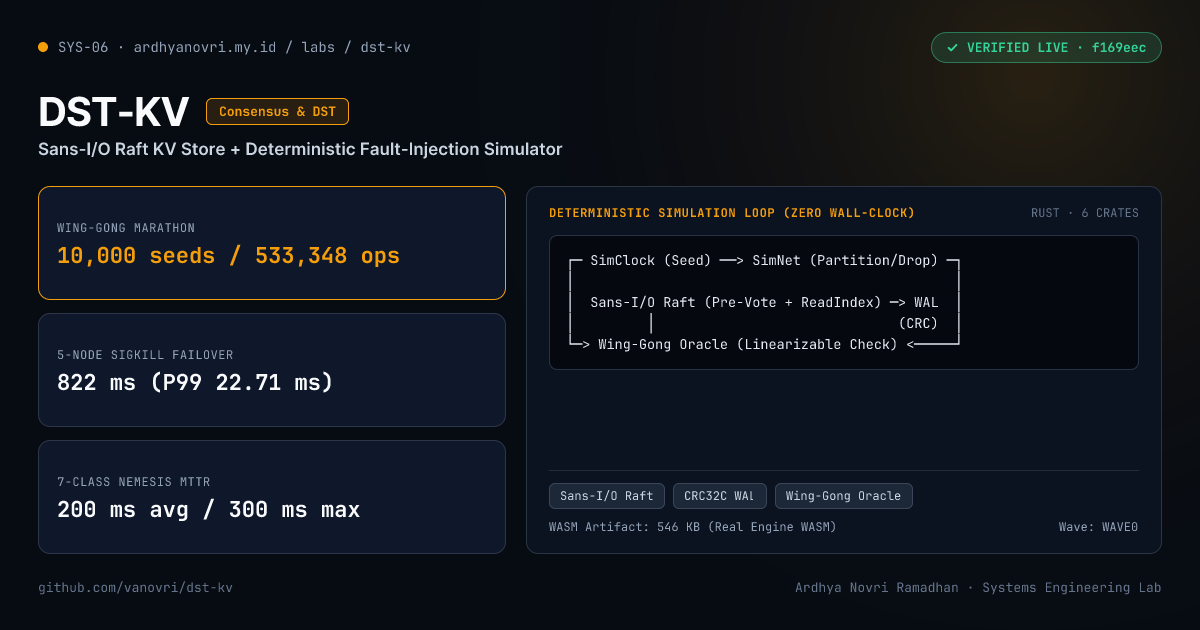 SYS-06 · ardhyanovri.my.id / labs / dst-kv
✓ VERIFIED LIVE · f169eec
DST-KV
Consensus & DST
Sans-I/O Raft KV Store + Deterministic Fault-Injection Simulator
WING-GONG MARATHON
10,000 seeds / 533,348 ops
5-NODE SIGKILL FAILOVER
822 ms (P99 22.71 ms)
7-CLASS NEMESIS MTTR
200 ms avg / 300 ms max
DETERMINISTIC SIMULATION LOOP (ZERO WALL-CLOCK)
RUST · 6 CRATES
┌─ SimClock (Seed) ──> SimNet (Partition/Drop) ─┐
Sans-I/O Raft (Pre-Vote + ReadIndex) ─> WAL
(CRC)
└─> Wing-Gong Oracle (Linearizable Check) <─────┘
Sans-I/O Raft
CRC32C WAL
Wing-Gong Oracle
WASM Artifact: 546 KB (Real Engine WASM)
Wave: WAVE0
github.com/vanovri/dst-kv
Ardhya Novri Ramadhan · Systems Engineering Lab